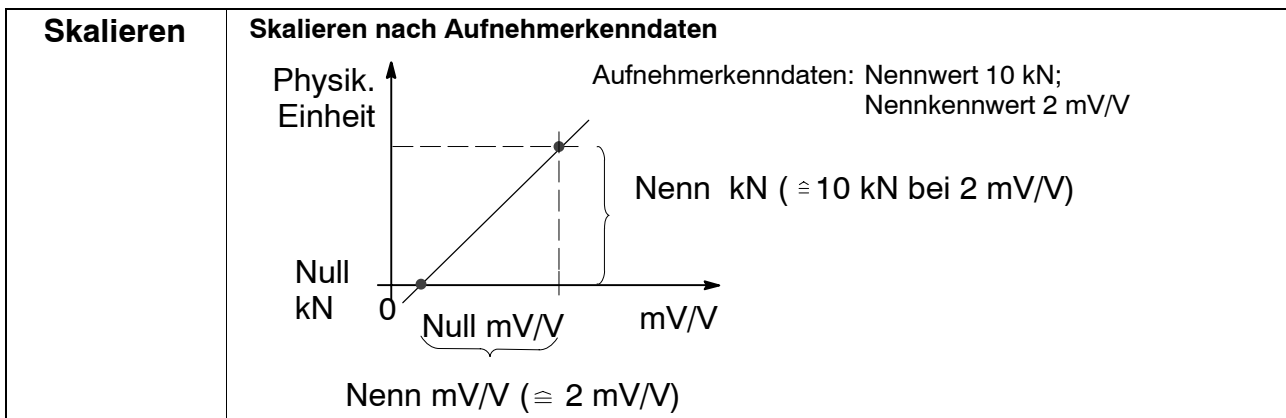 Skalieren
Skalieren nach Aufnehmerkenndaten
Physik.
Einheit
Aufnehmerkenndaten: Nennwert 10 kN;
Nennkennwert 2 mV/V
Nenn kN ( ≙ 10 kN bei 2 mV/V)
Null
kN
0
Null mV/V
mV/V
Nenn mV/V (≙ 2 mV/V)